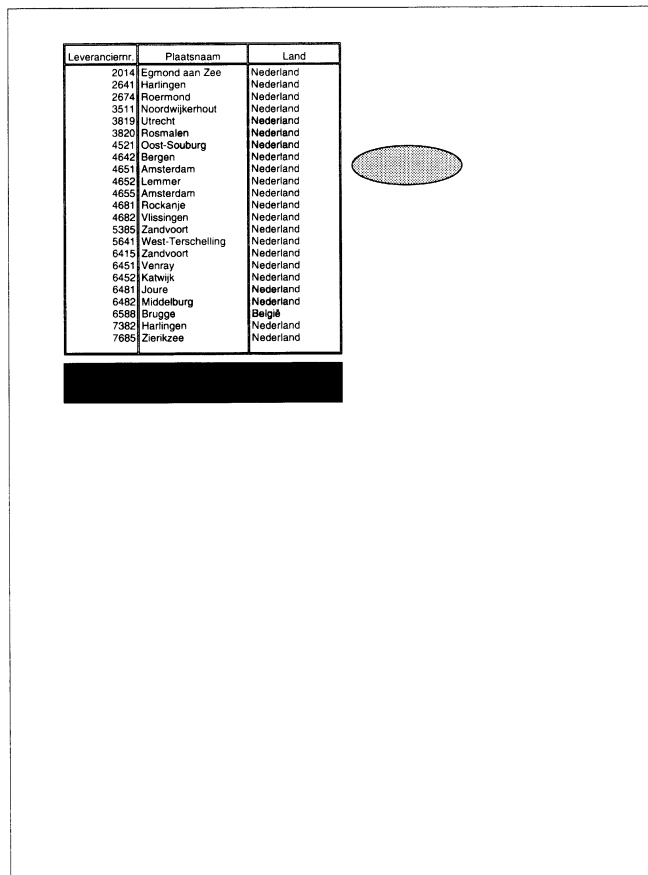 Leveranciernr. Plaatsnaam Land
2014 Egmond aan Zee Nederland
2641 Harlingen Nederland
2674 Roermond Nederland
3511 Noordwijkerhout Nederland
3819 Utrecht Nederland
3820 Rosmalen Nederland
4521 Oost-Souburg Nederland
4642 Bergen Nederland
4651 Amsterdam Nederland
4652 Lemmer Nederland
4655 Amsterdam Nederland
4681 Rockanje Nederland
4682 Vlissingen Nederland
5385 Zandvoort Nederland
5641 West-Terschelling Nederland
6415 Zandvoort Nederland
6451 Venray Nederland
6452 Katwijk Nederland
6481 Joure Nederland
6482 Middelburg Nederland
6588 Brugge België
7382 Harlingen Nederland
7685 Zierikzee Nederland